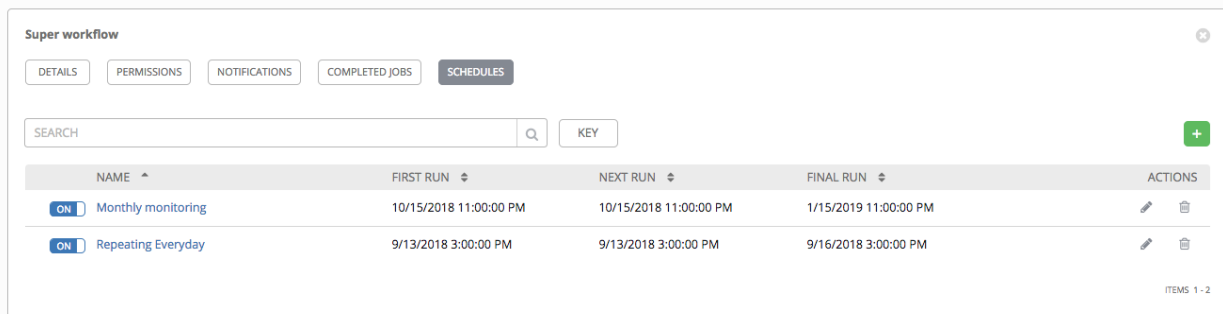 Super workflow
DETAILS PERMISSIONS NOTIFICATIONS COMPLETED JOBS SCHEDULES
SEARCH KEY +
NAME FIRST RUN NEXT RUN FINAL RUN ACTIONS
ON Monthly monitoring 10/15/2018 11:00:00 PM 10/15/2018 11:00:00 PM 1/15/2019 11:00:00 PM
ON Repeating Everyday 9/13/2018 3:00:00 PM 9/13/2018 3:00:00 PM 9/16/2018 3:00:00 PM
ITEMS 1 - 2